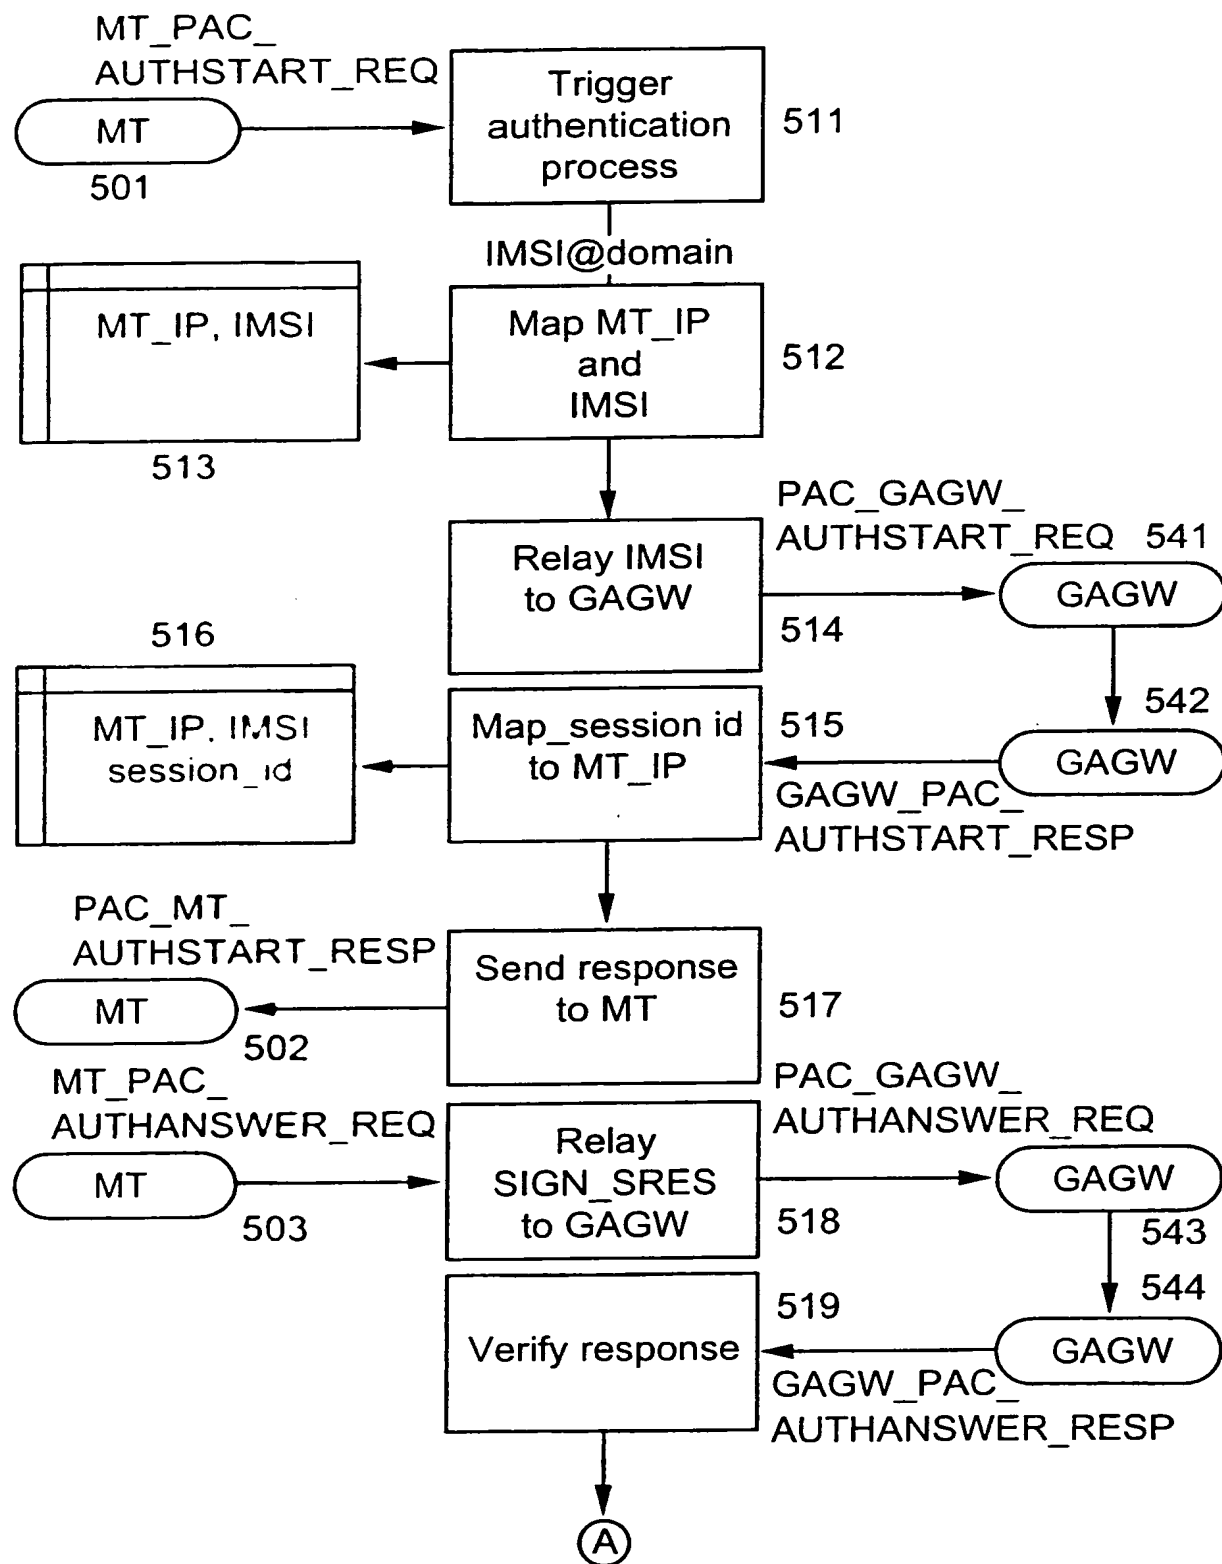 MT_PAC_
AUTHSTART_REQ
MT
501
Trigger
authentication
process
511
IMSI@domain
MT_IP, IMSI
513
Map MT_IP
and
IMSI
512
Relay IMSI
to GAGW
514
PAC_GAGW_
AUTHSTART_REQ 541
GAGW
516
MT_IP, IMSI
session_id
Map_session id
to MT_IP
515
542
GAGW
GAGW_PAC_
AUTHSTART_RESP
PAC_MT_
AUTHSTART_RESP
MT
502
Send response
to MT
517
MT_PAC_
AUTHANSWER_REQ
MT
503
Relay
SIGN_SRES
to GAGW
518
PAC_GAGW_
AUTHANSWER_REQ
GAGW
543
544
Verify response
519
GAGW
GAGW_PAC_
AUTHANSWER_RESP
A